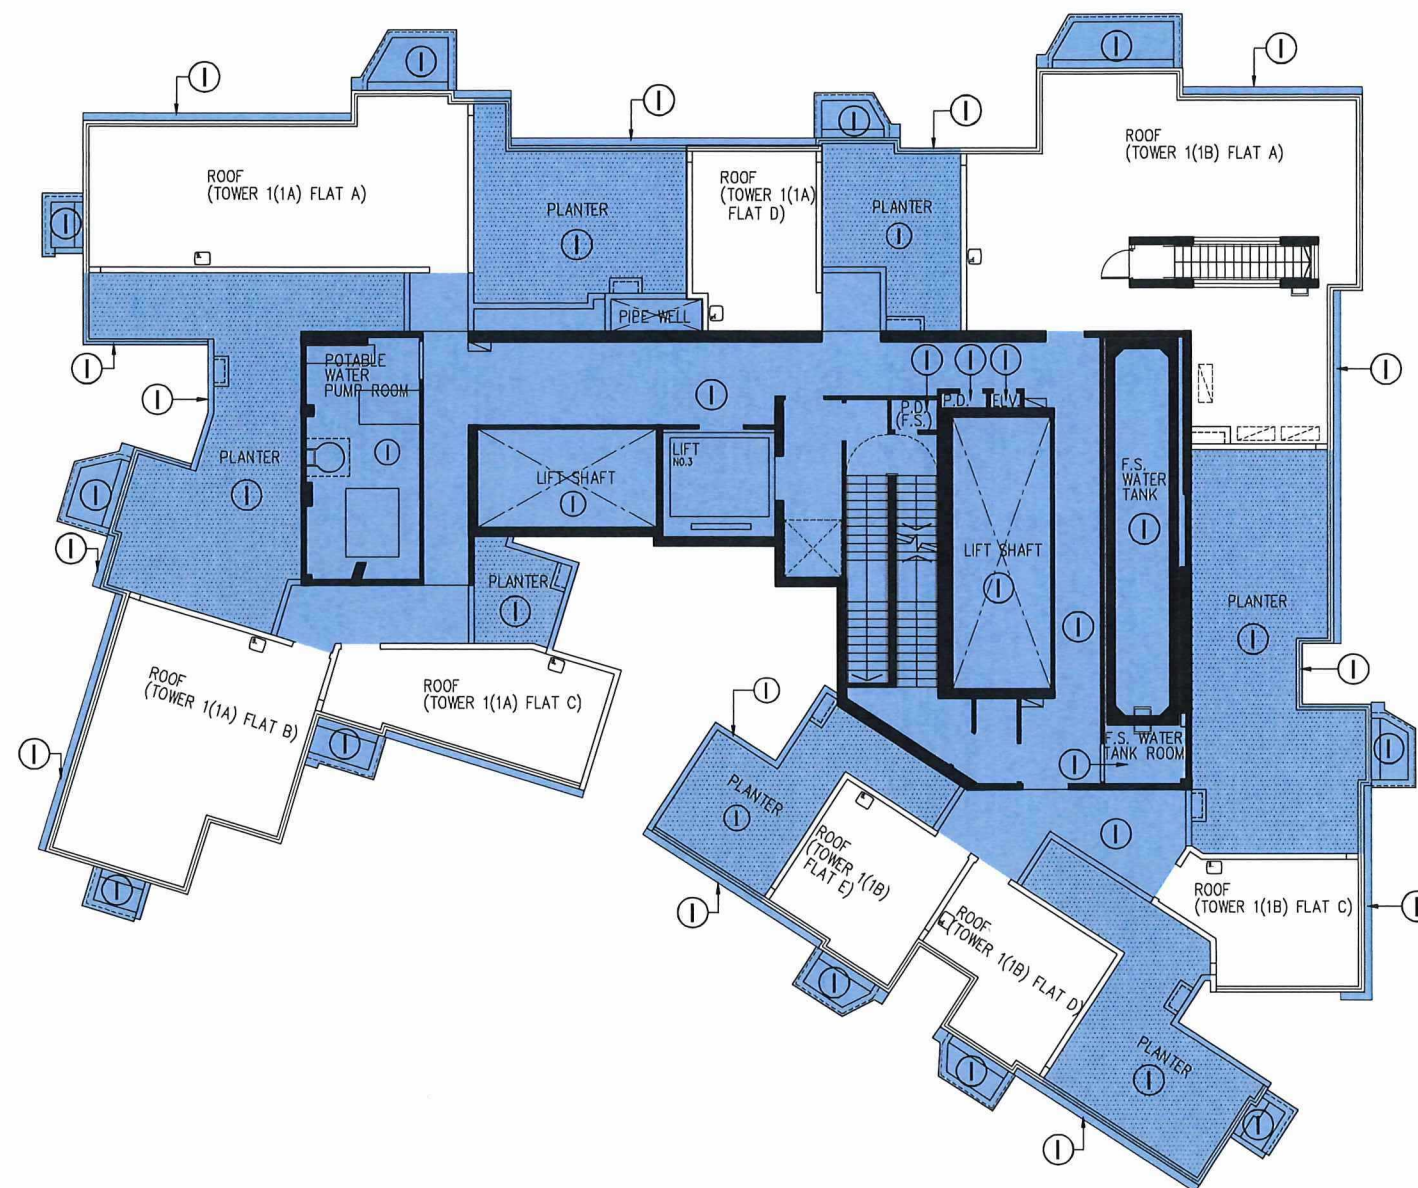 I
I
I
I
I
I
I
I
ROOF
(TOWER 1(1A) FLAT A)
ROOF
(TOWER 1(1A)
FLAT D)
ROOF
(TOWER 1(1B) FLAT A)
I
PLANTER
I
PLANTER
I
PIPE WELL
I
I
POTABLE
WATER
PUMP ROOM
I
I
I
I
I
P.D.
(F.S.)
P.D.
ELV.
PLANTER
I
I
LIFT SHAFT
I
LIFT
NO.3
F.S.
WATER
TANK
I
I
I
LIFT SHAFT
I
PLANTER
I
PLANTER
I
I
I
ROOF
(TOWER 1(1A) FLAT B)
ROOF
(TOWER 1(1A) FLAT C)
I
I
I
I
F.S. WATER
TANK ROOM
I
I
PLANTER
I
I
ROOF
(TOWER 1(1B)
FLAT E)
I
I
ROOF
(TOWER 1(1B) FLAT C)
I
ROOF
(TOWER 1(1B) FLAT D)
I
I
PLANTER
I
I
I